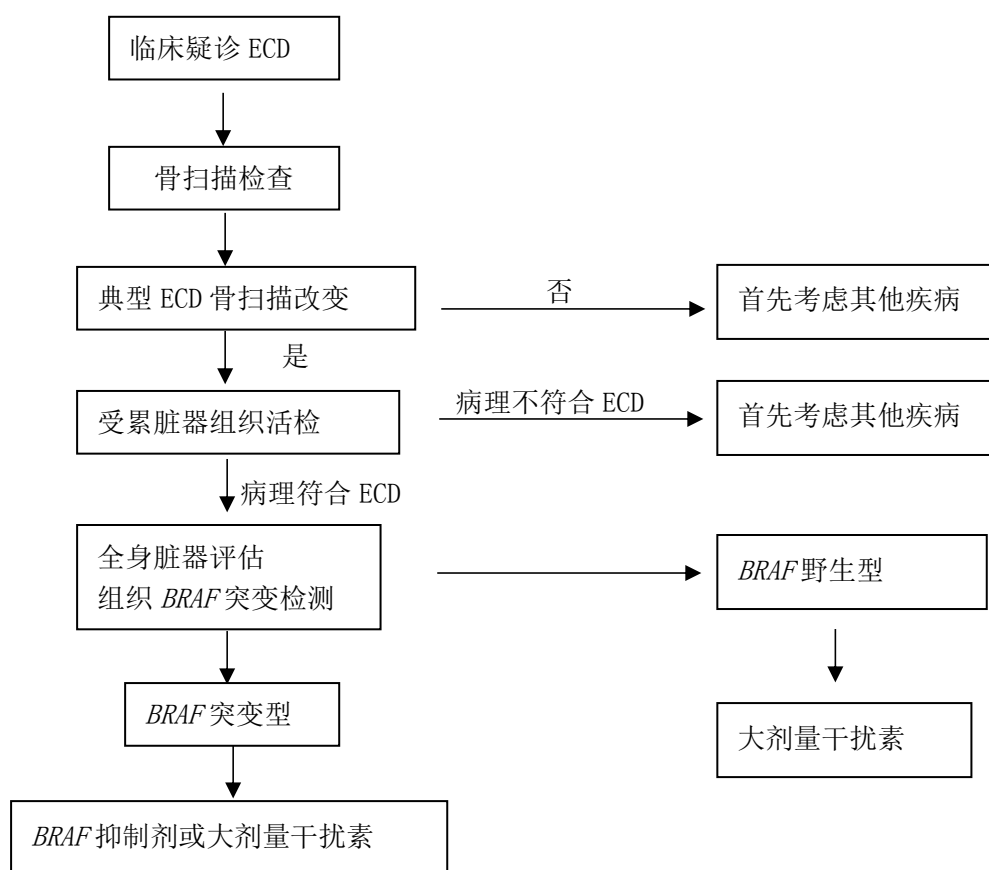 临床疑诊 ECD
骨扫描检查
典型 ECD 骨扫描改变
否
首先考虑其他疾病
是
受累脏器组织活检
病理不符合 ECD
首先考虑其他疾病
病理符合 ECD
全身脏器评估
组织 BRAF 突变检测
BRAF 野生型
BRAF 突变型
大剂量干扰素
BRAF 抑制剂或大剂量干扰素